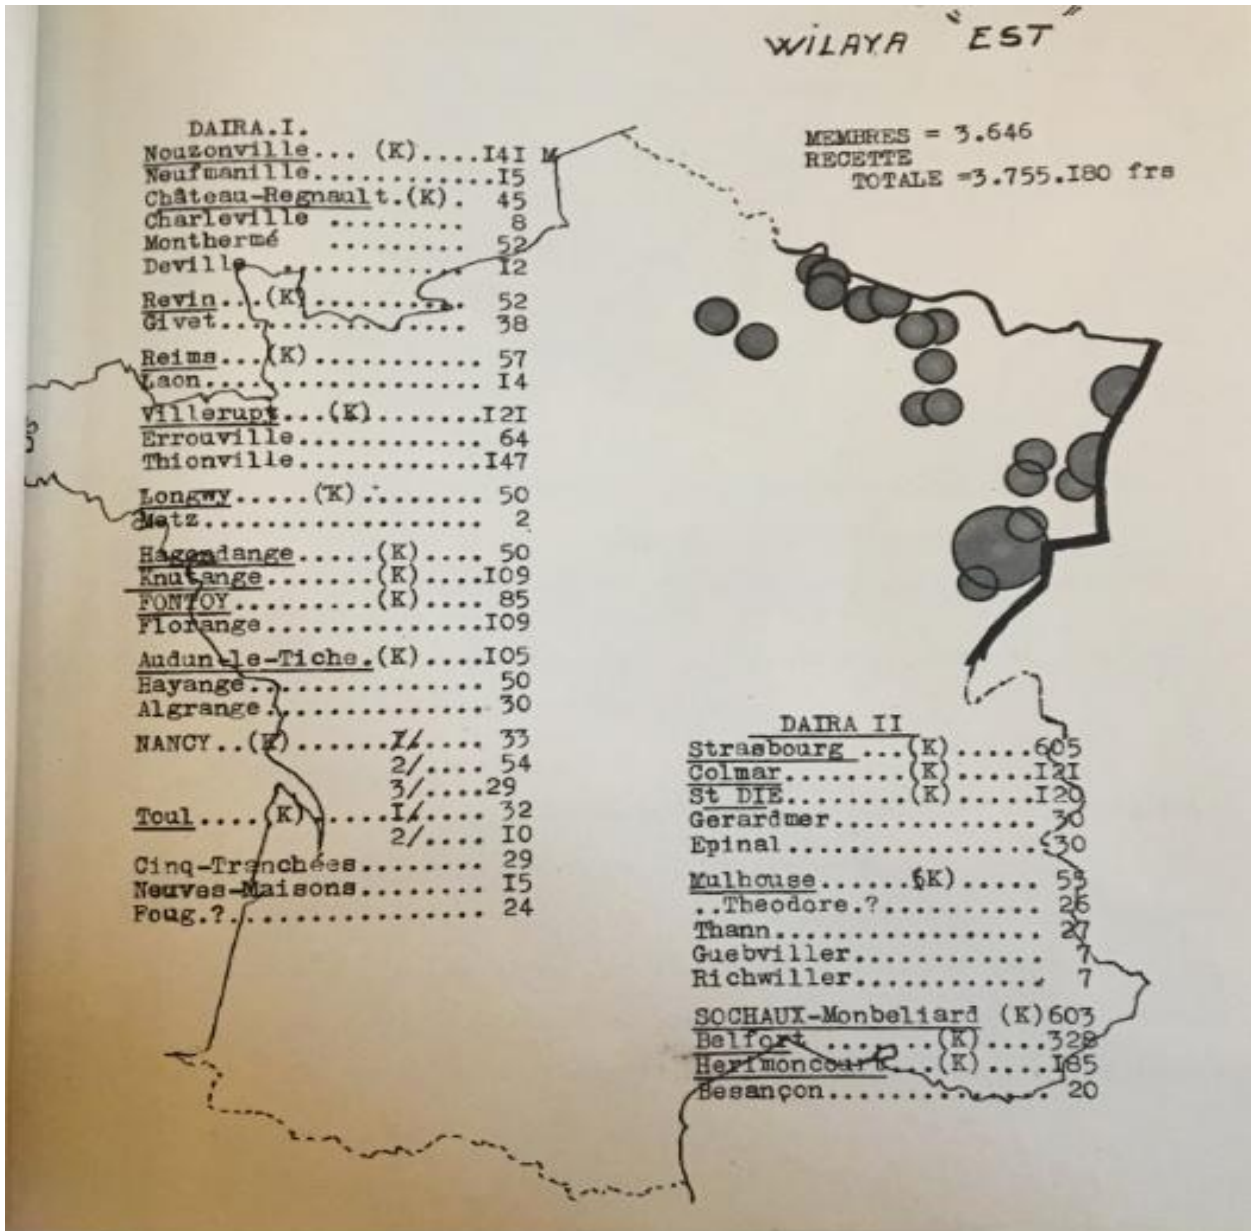 WILAYA "EST"
MEMBRES = 3.646
RECETTE
TOTALE =3.755.I80 frs
DAIRA.I.
Nouzonville... (K)....I4I M
Neufmanille...........I5
Château-Regnault.(K). 45
Charleville ......... 8
Monthermé ......... 52
Deville ............ I2
Revin...(K).......... 52
Givet................ 38
Reims...(K).......... 57
Laon................. I4
Villerupt...(K).......I2I
Errouville........... 64
Thionville............I47
Longwy.....(K)....... 50
Metz................. 2
Hagondange.....(K).... 50
Knutange.......(K)....I09
FONTOY.........(K).... 85
Florange..............I09
Audun-le-Tiche.(K)....I05
Hayange.............. 50
Algrange............. 30
NANCY..(K)......I/.... 33
2/.... 54
3/....29
Toul....(K).....I/.... 32
2/.... I0
Cinq-Tranchées........ 29
Neuves-Maisons........ I5
Foug.?................ 24
DAIRA II
Strasbourg ...(K).....605
Colmar........(K).....I2I
St DIE........(K).....I20
Gerardmer............. 30
Epinal................ 30
Mulhouse......(K)..... 55
..Theodore.?.......... 26
Thann................. 27
Guebviller............ 7
Richwiller............ 7
SOCHAUX-Monbeliard (K)603
Belfort .......(K)....328
Herimoncourt...(K)....I85
Besançon.............. 20